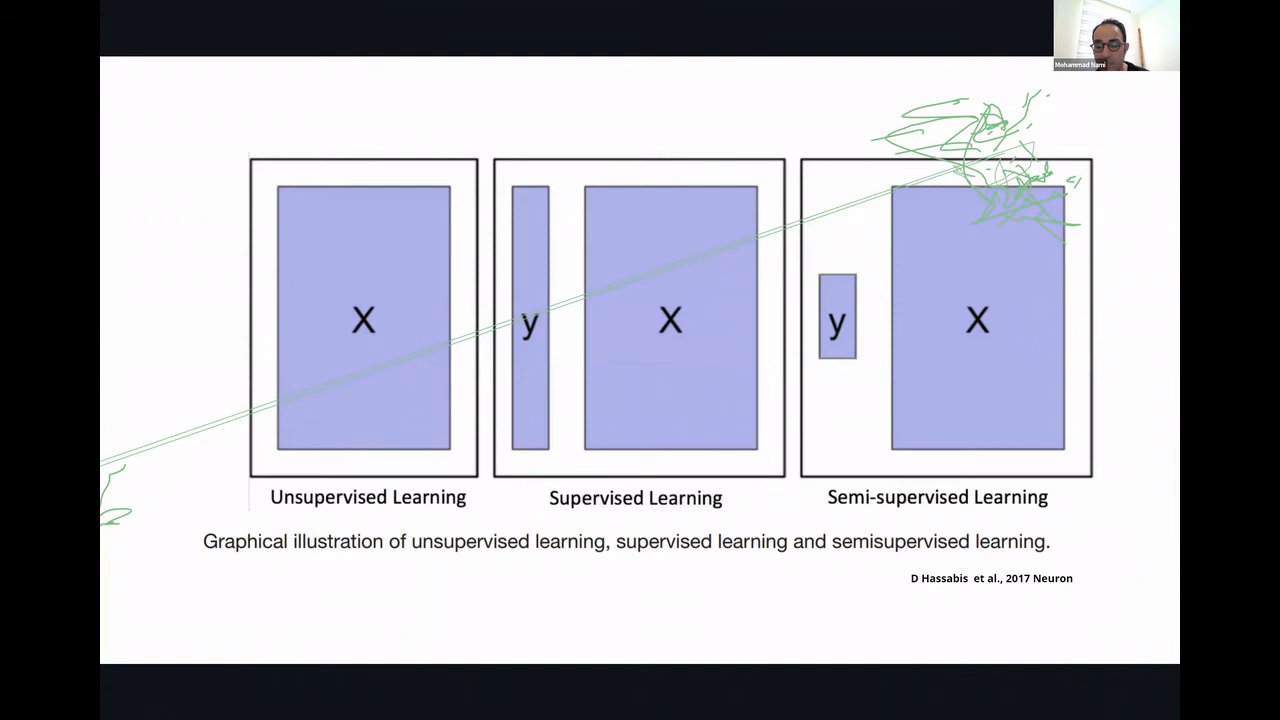 Mohammad Nami
X
y
X
y
X
Unsupervised Learning
Supervised Learning
Semi-supervised Learning
Graphical illustration of unsupervised learning, supervised learning and semisupervised learning.
D Hassabis et al., 2017 Neuron